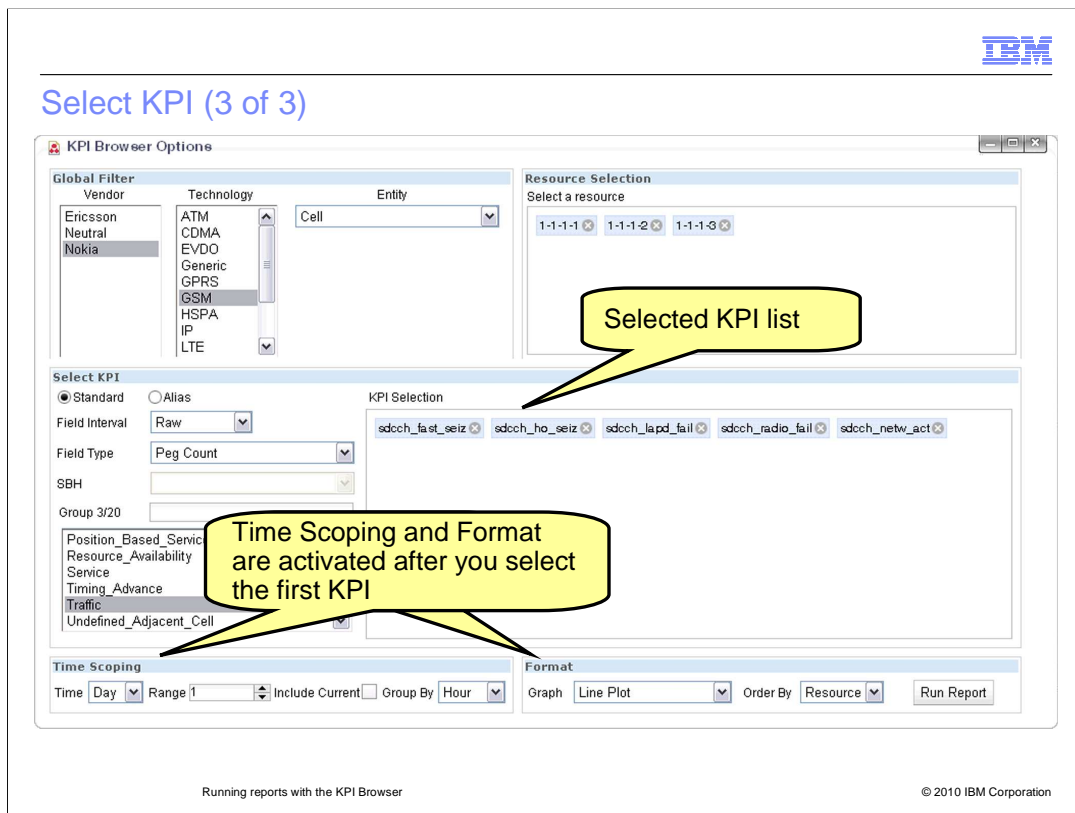 IBM
Select KPI (3 of 3)
KPI Browser Options
Global Filter
Vendor
Technology
Entity
Ericsson
Neutral
Nokia
ATM
CDMA
EVDO
Generic
GPRS
GSM
HSPA
IP
LTE
Cell
Resource Selection
Select a resource
1-1-1-1 1-1-1-2 1-1-1-3
Selected KPI list
Select KPI
Standard Alias
Field Interval Raw
Field Type Peg Count
SBH
Group 3/20
Position_Based_Servic
Resource_Availability
Service
Timing_Advance
Traffic
Undefined_Adjacent_Cell
KPI Selection
sdcch_fast_seiz sdcch_ho_seiz sdcch_lapd_fail sdcch_radio_fail sdcch_netw_act
Time Scoping and Format
are activated after you select
the first KPI
Time Scoping
Time Day Range 1 Include Current Group By Hour
Format
Graph Line Plot Order By Resource Run Report
Running reports with the KPI Browser
© 2010 IBM Corporation